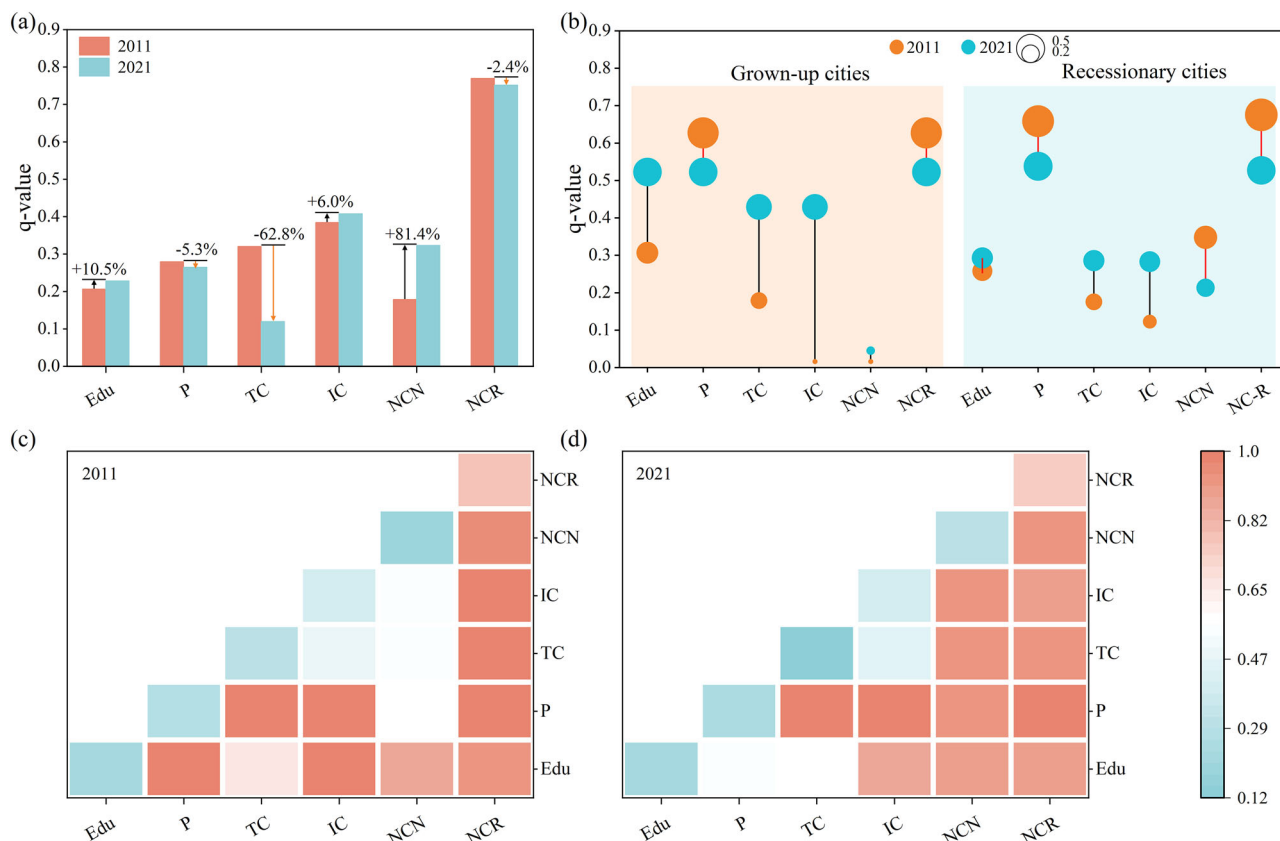 (a)
q-value
0.9
0.8
0.7
0.6
0.5
0.4
0.3
0.2
0.1
0.0
2011
2021
+10.5%
-5.3%
-62.8%
+6.0%
+81.4%
-2.4%
Edu P TC IC NCN NCR
(b)
q-value
0.9
0.8
0.7
0.6
0.5
0.4
0.3
0.2
0.1
0.0
2011 2021 0.5
0.2
Grown-up cities Recessionary cities
Edu P TC IC NCN NCR Edu P TC IC NCN NC-R
(c)
2011
NCR
NCN
IC
TC
P
Edu
Edu P TC IC NCN NCR
(d)
2021
NCR
NCN
IC
TC
P
Edu
Edu P TC IC NCN NCR
1.0
0.82
0.65
0.47
0.29
0.12